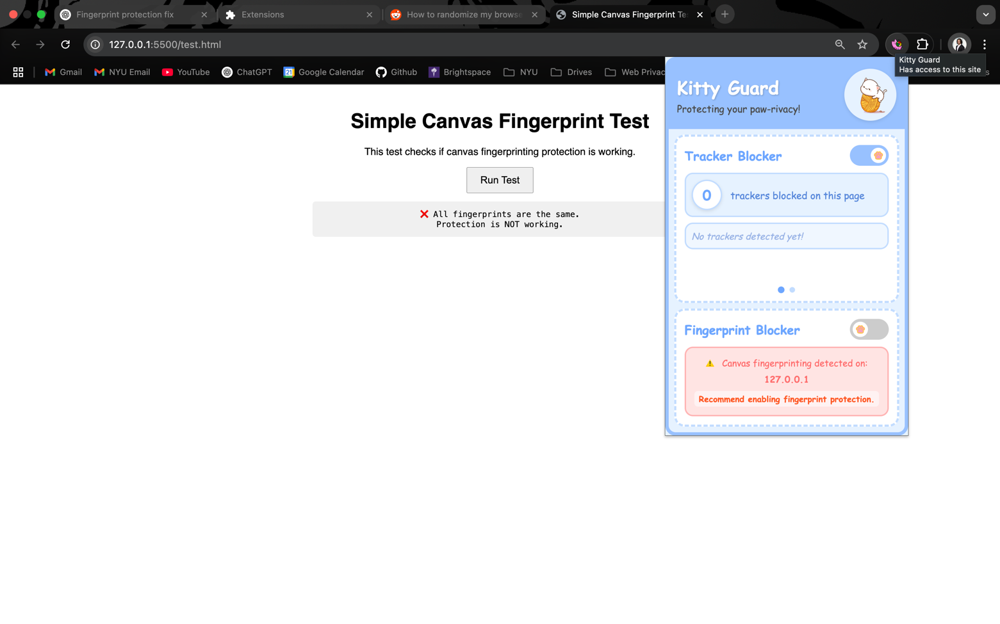 Fingerprint protection fix
Extensions
How to randomize my browse
Simple Canvas Fingerprint Te
127.0.0.1:5500/test.html
Gmail
NYU Email
YouTube
ChatGPT
21
Google Calendar
Github
Brightspace
NYU
Drives
Web Privac
Kitty Guard
Has access to this site
Simple Canvas Fingerprint Test
This test checks if canvas fingerprinting protection is working.
Run Test
❌ All fingerprints are the same.
Protection is NOT working.
Kitty Guard
Protecting your paw-rivacy!
Tracker Blocker
0 trackers blocked on this page
No trackers detected yet!
Fingerprint Blocker
⚠️ Canvas fingerprinting detected on:
127.0.0.1
Recommend enabling fingerprint protection.